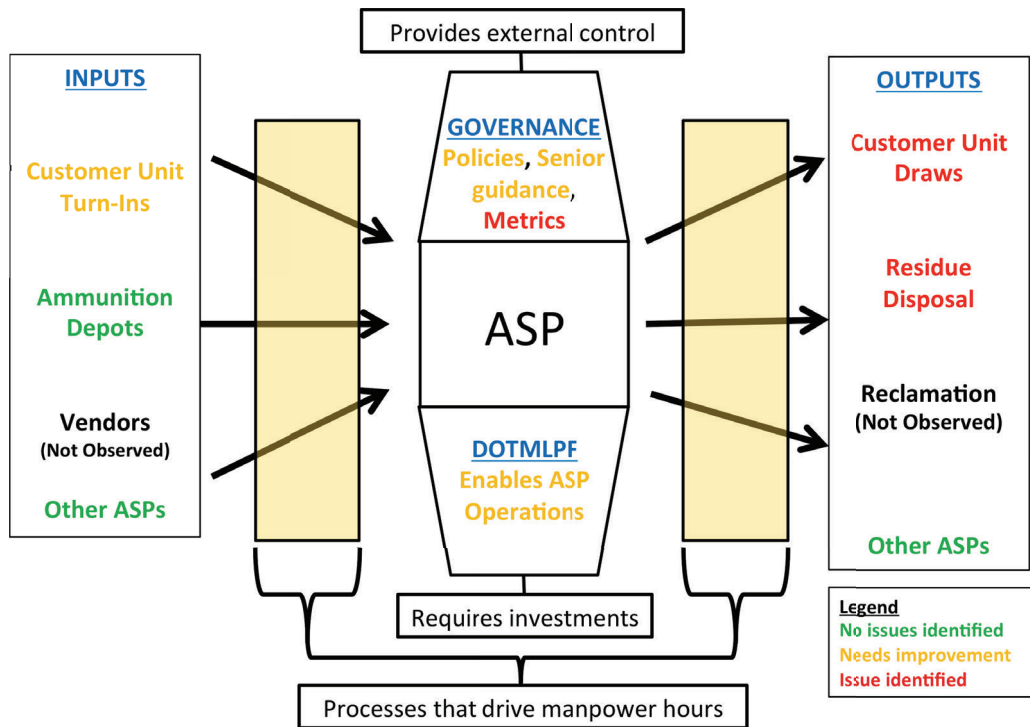 Provides external control
INPUTS
Customer Unit
Turn-Ins
Ammunition
Depots
Vendors
(Not Observed)
Other ASPs
GOVERNANCE
Policies, Senior
guidance,
Metrics
ASP
DOTMLPF
Enables ASP
Operations
Requires investments
Processes that drive manpower hours
OUTPUTS
Customer Unit
Draws
Residue
Disposal
Reclamation
(Not Observed)
Other ASPs
Legend
No issues identified
Needs improvement
Issue identified